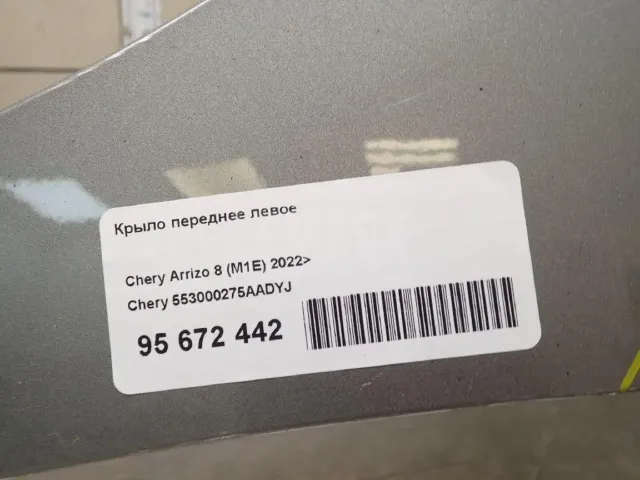 Крыло переднее левое
Chery Arrizo 8 (M1E) 2022>
Chery 553000275AADYJ
95 672 442